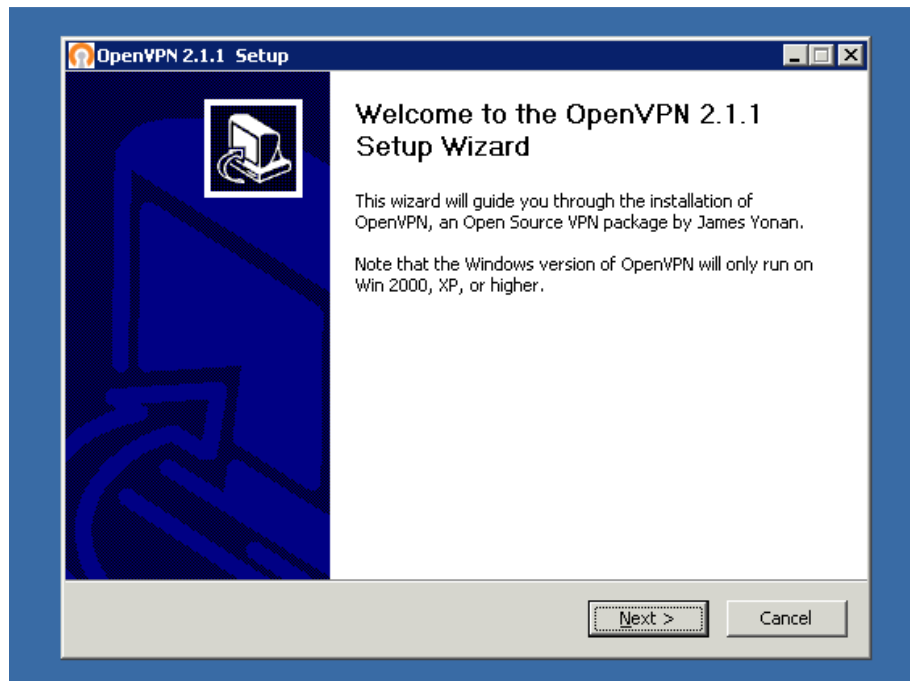 OpenVPN 2.1.1 Setup
Welcome to the OpenVPN 2.1.1
Setup Wizard
This wizard will guide you through the installation of
OpenVPN, an Open Source VPN package by James Yonan.
Note that the Windows version of OpenVPN will only run on
Win 2000, XP, or higher.
Next >
Cancel